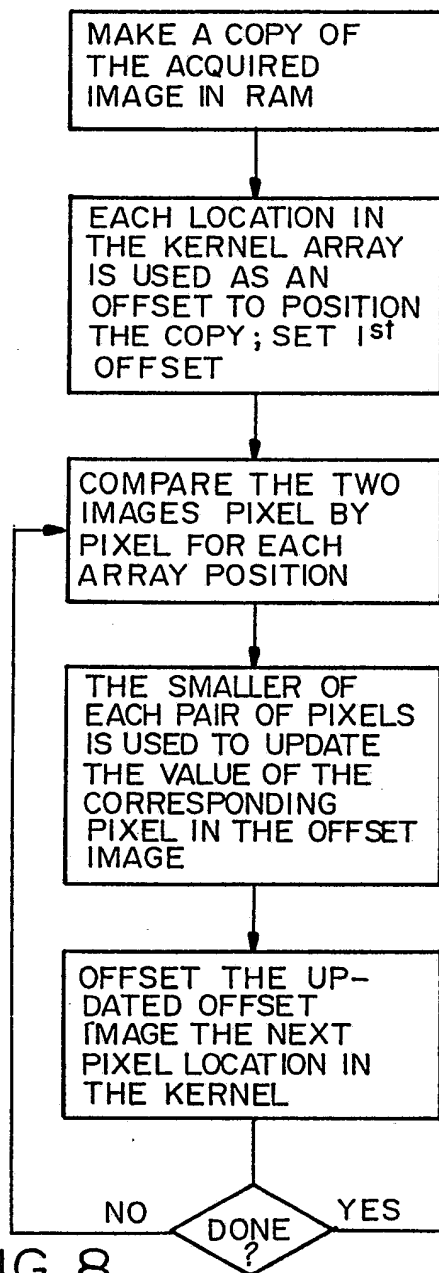 MAKE A COPY OF
THE ACQUIRED
IMAGE IN RAM
EACH LOCATION IN
THE KERNEL ARRAY
IS USED AS AN
OFFSET TO POSITION
THE COPY; SET 1st
OFFSET
COMPARE THE TWO
IMAGES PIXEL BY
PIXEL FOR EACH
ARRAY POSITION
THE SMALLER OF
EACH PAIR OF PIXELS
IS USED TO UPDATE
THE VALUE OF THE
CORRESPONDING
PIXEL IN THE OFFSET
IMAGE
OFFSET THE UP-
DATED OFFSET
IMAGE THE NEXT
PIXEL LOCATION IN
THE KERNEL
NO
DONE
?
YES
IG. 8